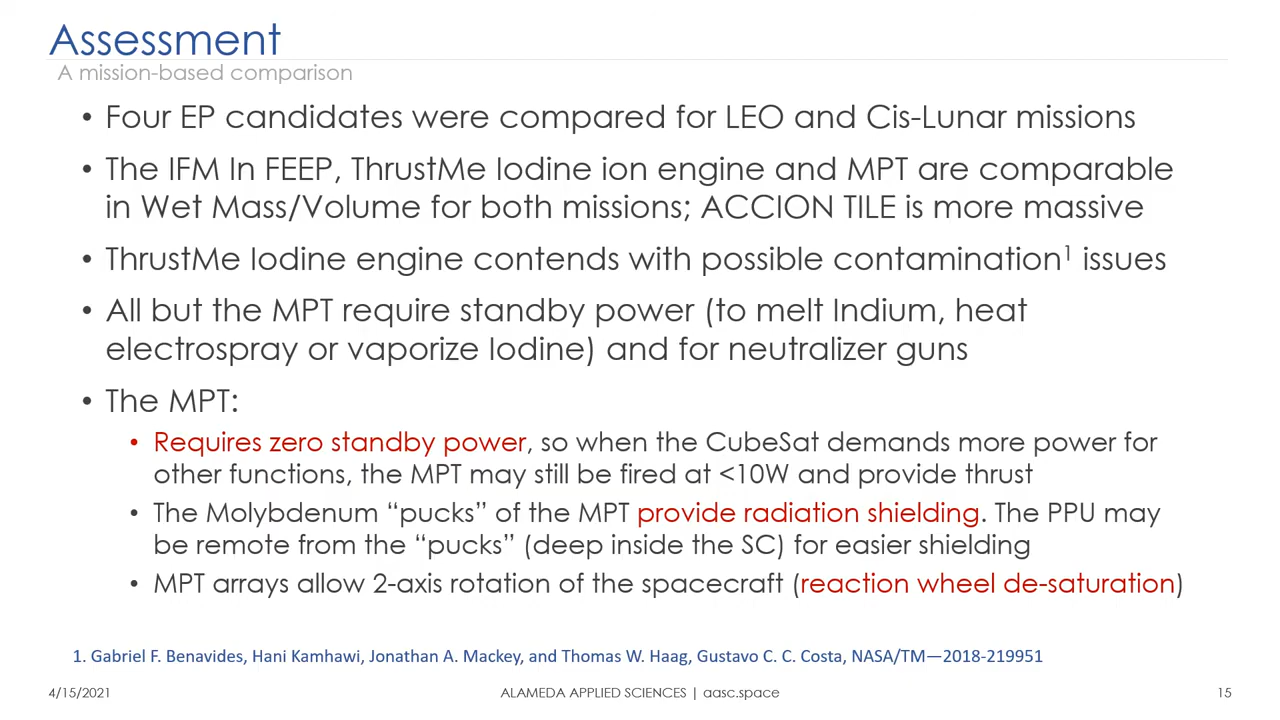 Assessment
A mission-based comparison
• Four EP candidates were compared for LEO and Cis-Lunar missions
• The IFM In FEEP, ThrustMe Iodine ion engine and MPT are comparable
in Wet Mass/Volume for both missions; ACCION TILE is more massive
• ThrustMe Iodine engine contends with possible contamination¹ issues
• All but the MPT require standby power (to melt Indium, heat
electrospray or vaporize Iodine) and for neutralizer guns
• The MPT:
• Requires zero standby power, so when the CubeSat demands more power for
other functions, the MPT may still be fired at <10W and provide thrust
• The Molybdenum “pucks” of the MPT provide radiation shielding. The PPU may
be remote from the “pucks” (deep inside the SC) for easier shielding
• MPT arrays allow 2-axis rotation of the spacecraft (reaction wheel de-saturation)
1. Gabriel F. Benavides, Hani Kamhawi, Jonathan A. Mackey, and Thomas W. Haag, Gustavo C. C. Costa, NASA/TM—2018-219951
4/15/2021 ALAMEDA APPLIED SCIENCES | aasc.space 15